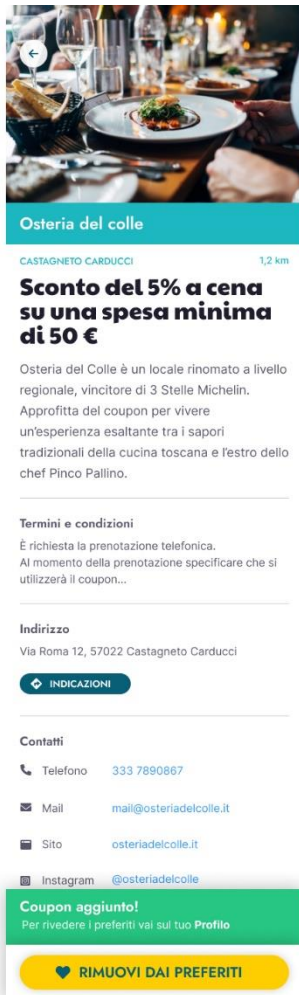 Osteria del colle
CASTAGNETO CARDUCCI 1,2 km
Sconto del 5% a cena
su una spesa minima
di 50 €
Osteria del Colle è un locale rinomato a livello
regionale, vincitore di 3 Stelle Michelin.
Approfitta del coupon per vivere
un'esperienza esaltante tra i sapori
tradizionali della cucina toscana e l'estro dello
chef Pinco Pallino.
Termini e condizioni
È richiesta la prenotazione telefonica.
Al momento della prenotazione specificare che si
utilizzerà il coupon...
Indirizzo
Via Roma 12, 57022 Castagneto Carducci
INDICAZIONI
Contatti
Telefono 333 7890867
Mail mail@osteriadelcolle.it
Sito osteriadelcolle.it
Instagram @osteriadelcolle
Coupon aggiunto!
Per rivedere i preferiti vai sul tuo Profilo
RIMUOVI DAI PREFERITI